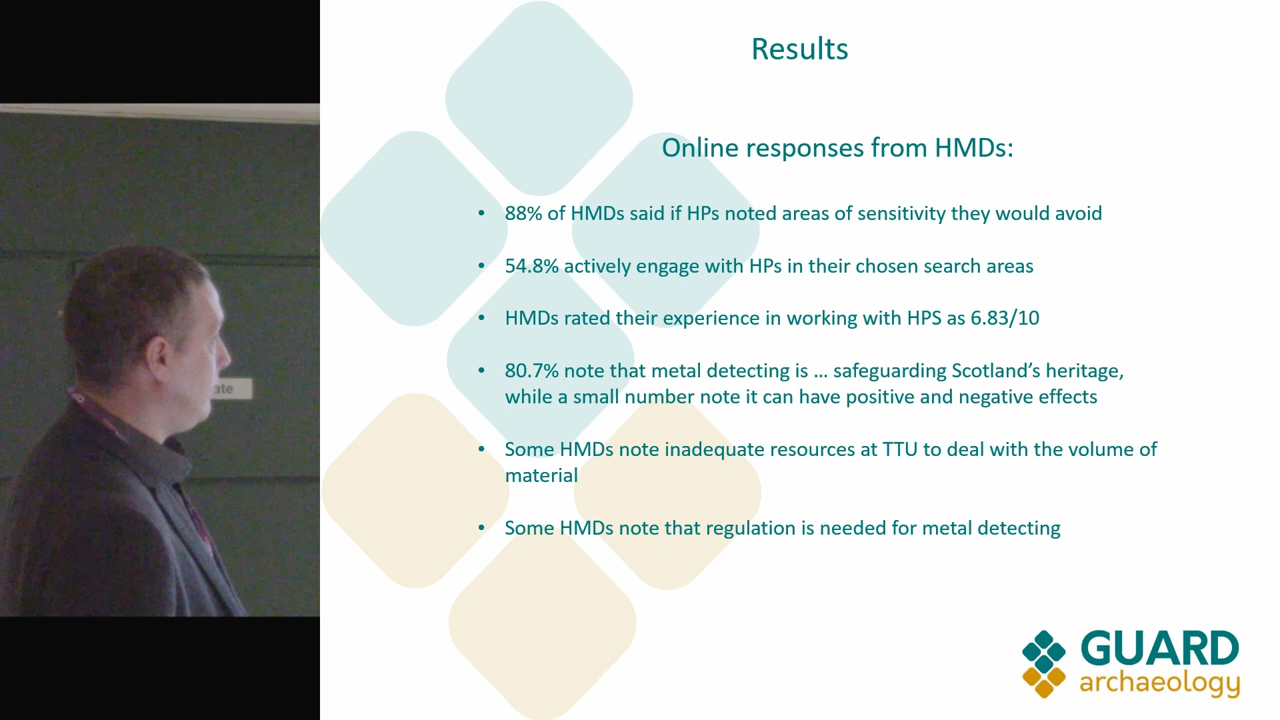 Results
Online responses from HMDs:
• 88% of HMDs said if HPs noted areas of sensitivity they would avoid
• 54.8% actively engage with HPs in their chosen search areas
• HMDs rated their experience in working with HPS as 6.83/10
• 80.7% note that metal detecting is ... safeguarding Scotland's heritage,
while a small number note it can have positive and negative effects
• Some HMDs note inadequate resources at TTU to deal with the volume of
material
• Some HMDs note that regulation is needed for metal detecting
GUARD
archaeology